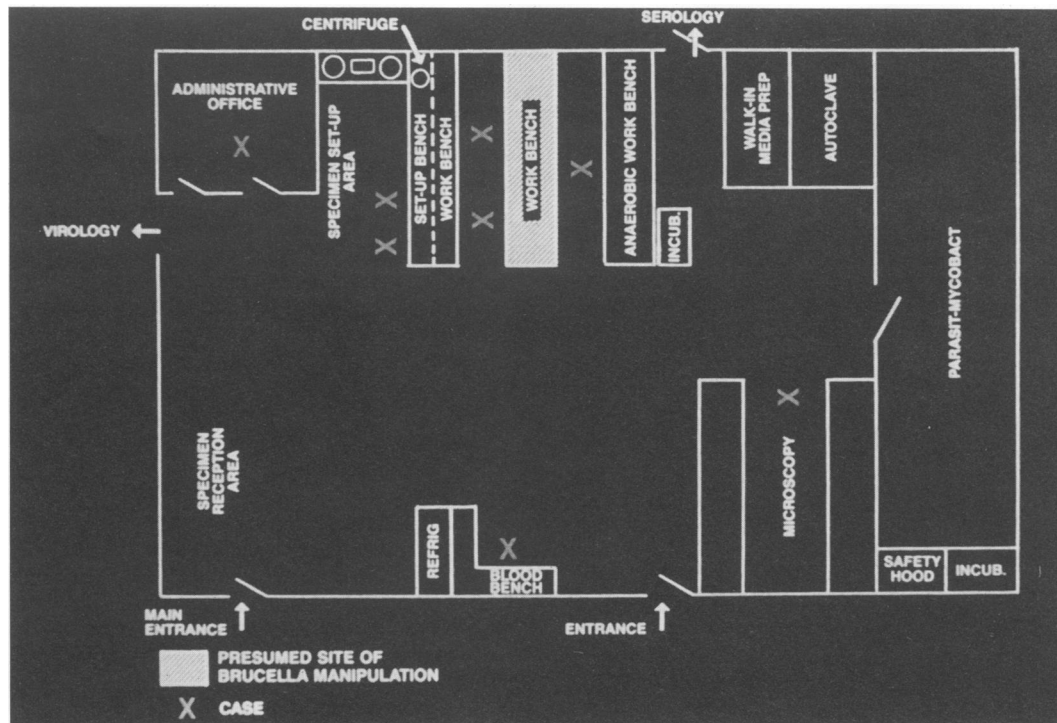 CENTRIFUGE
SEROLOGY
ADMINISTRATIVE
OFFICE
X
SPECIMEN SET-UP
AREA
X
X
SET-UP BENCH
WORK BENCH
X
X
WORK BENCH
X
ANAEROBIC WORK BENCH
INCUB.
WALK-IN
MEDIA PREP
AUTOCLAVE
VIROLOGY
PARASIT-MYCOBACT
SPECIMEN
RECEPTION
AREA
REFRIG
X
BLOOD
BENCH
X
MICROSCOPY
SAFETY
HOOD
INCUB.
MAIN
ENTRANCE
ENTRANCE
PRESUMED SITE OF
BRUCELLA MANIPULATION
X CASE